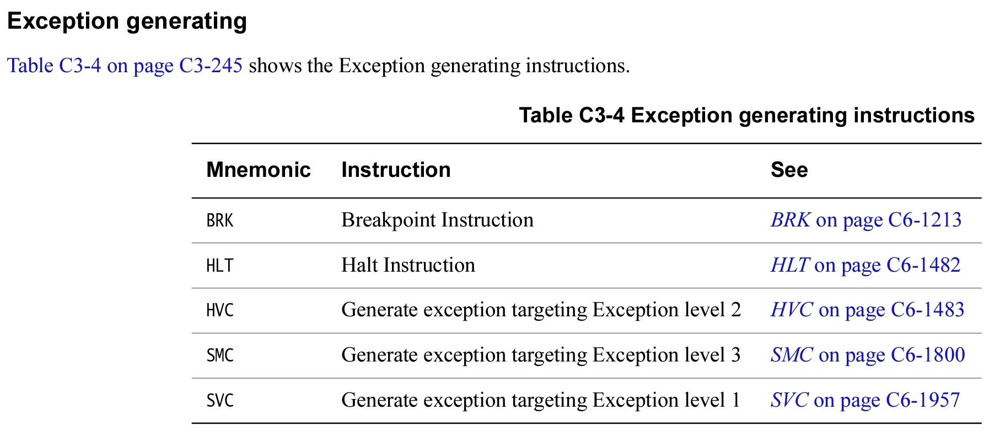 Exception generating
Table C3-4 on page C3-245 shows the Exception generating instructions.
Table C3-4 Exception generating instructions
Mnemonic Instruction See
BRK Breakpoint Instruction BRK on page C6-1213
HLT Halt Instruction HLT on page C6-1482
HVC Generate exception targeting Exception level 2 HVC on page C6-1483
SMC Generate exception targeting Exception level 3 SMC on page C6-1800
SVC Generate exception targeting Exception level 1 SVC on page C6-1957